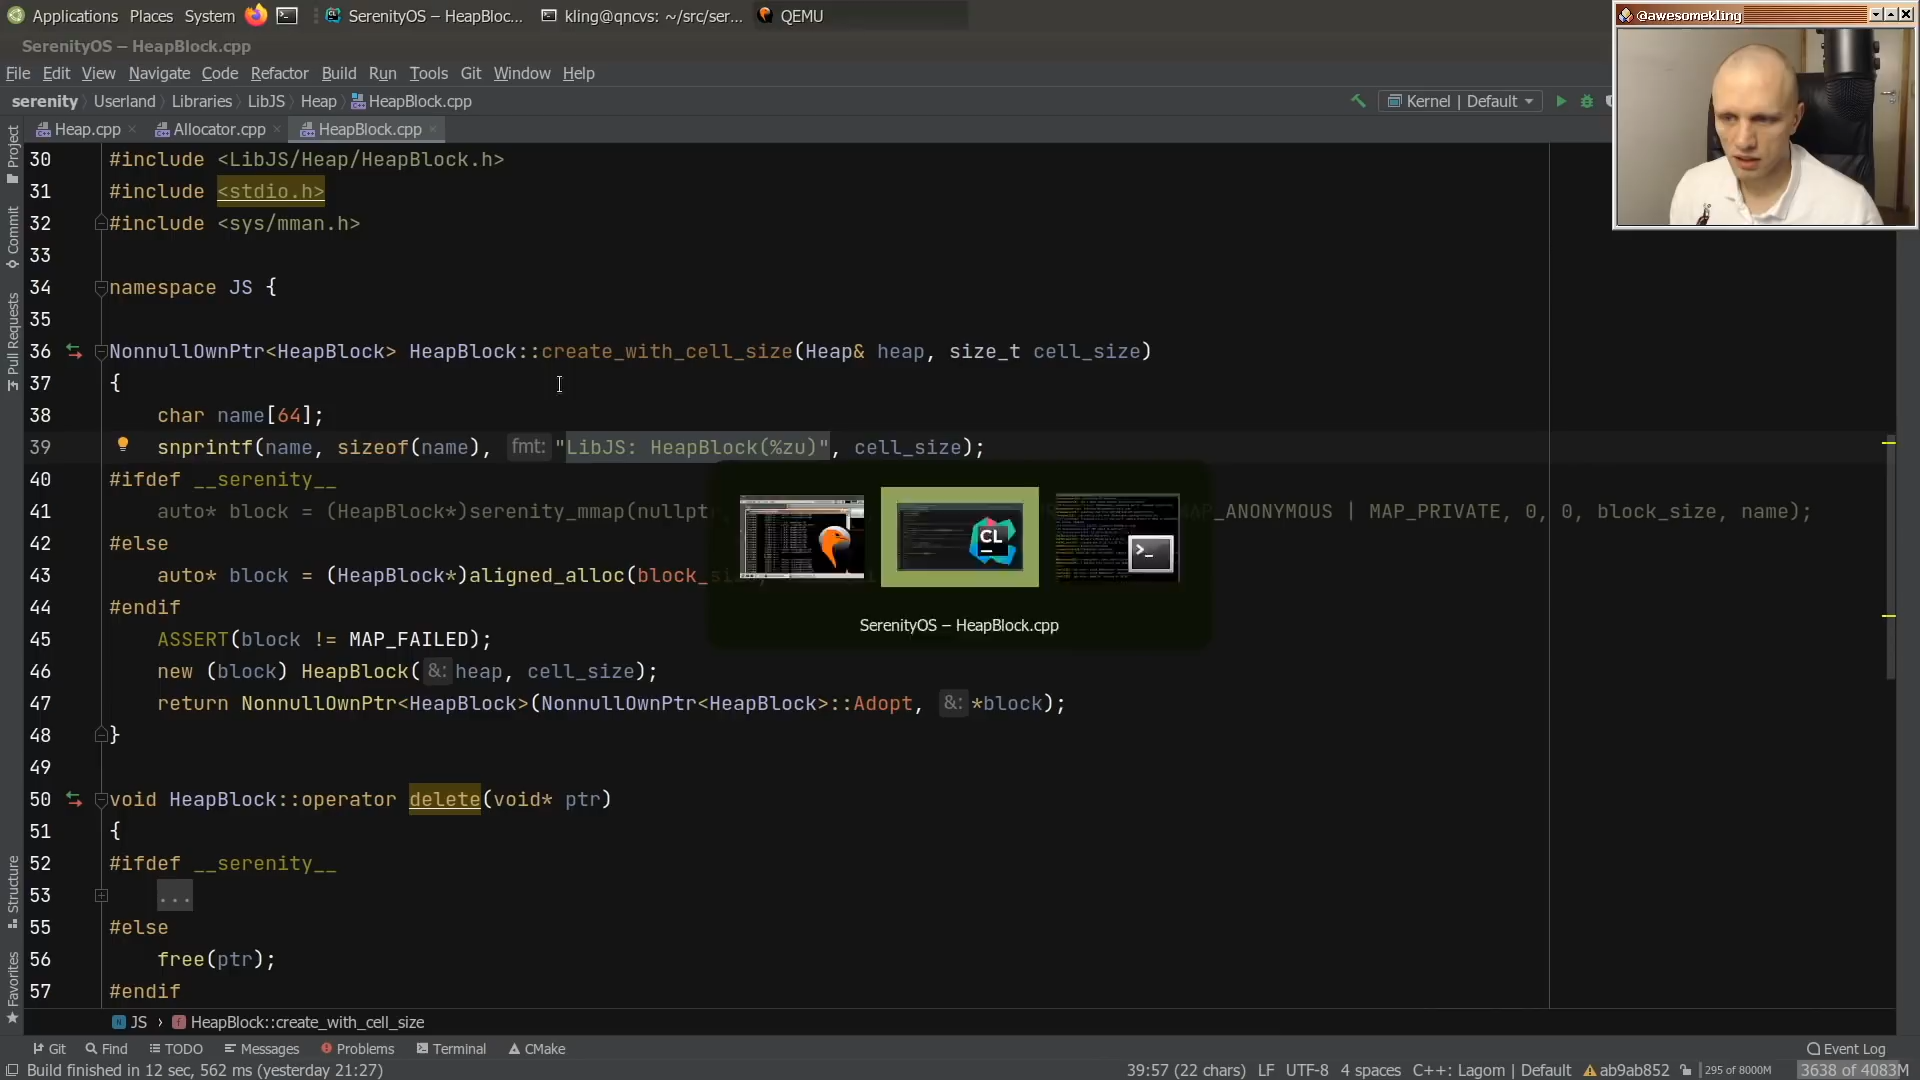 Applications Places System SerenityOS – HeapBloc... kling@qncvs: ~/src/ser... QEMU
@awesomekling
SerenityOS – HeapBlock.cpp
File Edit View Navigate Code Refactor Build Run Tools Git Window Help
serenity Userland Libraries LibJS Heap HeapBlock.cpp
Kernel | Default
Heap.cpp Allocator.cpp HeapBlock.cpp
Project
Commit
Pull Requests
Structure
Favorites
30 #include <LibJS/Heap/HeapBlock.h>
31 #include <stdio.h>
32 #include <sys/mman.h>
33
34 namespace JS {
35
36 NonnullOwnPtr<HeapBlock> HeapBlock::create_with_cell_size(Heap& heap, size_t cell_size)
37 {
38 char name[64];
39 snprintf(name, sizeof(name), fmt: "LibJS: HeapBlock(%zu)", cell_size);
40 #ifdef __serenity__
41 auto* block = (HeapBlock*)serenity_mmap(nullptr, MAP_ANONYMOUS | MAP_PRIVATE, 0, 0, block_size, name);
42 #else
43 auto* block = (HeapBlock*)aligned_alloc(block_s
44 #endif
45 ASSERT(block != MAP_FAILED);
46 new (block) HeapBlock( &: heap, cell_size);
47 return NonnullOwnPtr<HeapBlock>(NonnullOwnPtr<HeapBlock>::Adopt, &: *block);
48 }
49
50 void HeapBlock::operator delete(void* ptr)
51 {
52 #ifdef __serenity__
53 ...
55 #else
56 free(ptr);
57 #endif
CL
SerenityOS – HeapBlock.cpp
JS › HeapBlock::create_with_cell_size
Git Find TODO Messages Problems Terminal CMake Event Log
Build finished in 12 sec, 562 ms (yesterday 21:27) 39:57 (22 chars) LF UTF-8 4 spaces C++: Lagom | Default ab9ab852 295 of 8000M 3638 of 4083M